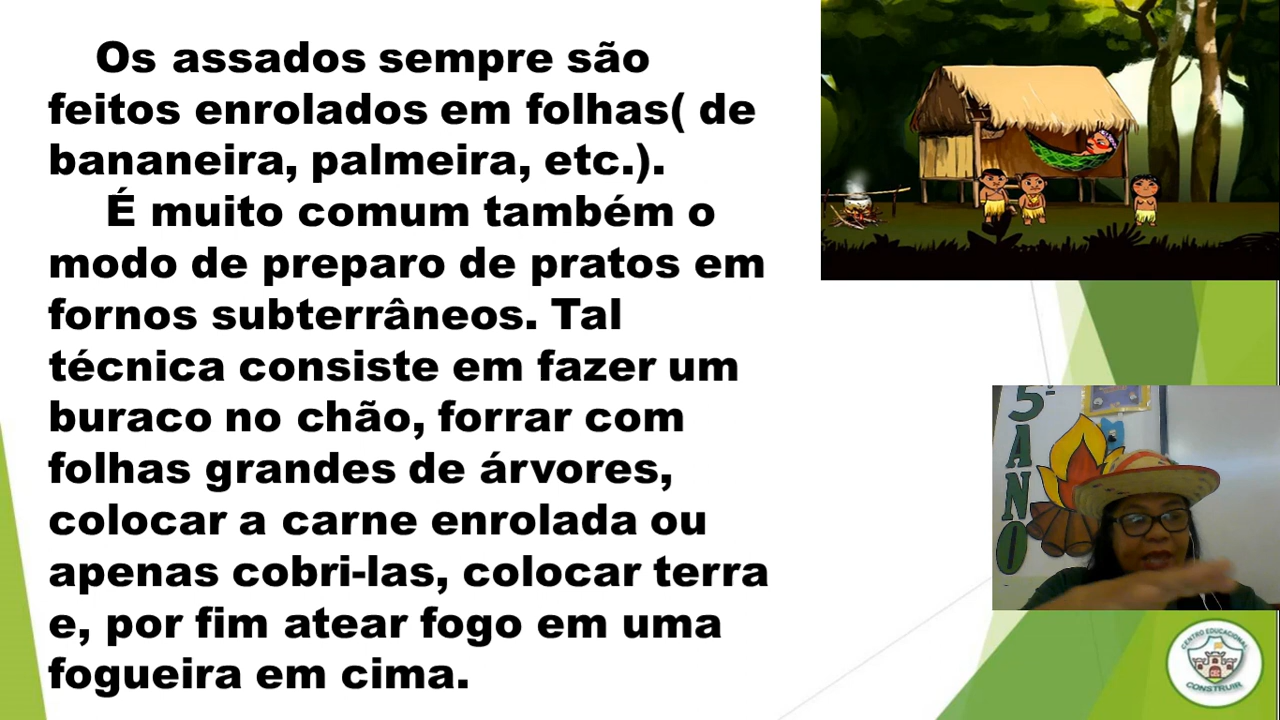 Os assados sempre são
feitos enrolados em folhas( de
bananeira, palmeira, etc.).
É muito comum também o
modo de preparo de pratos em
fornos subterrâneos. Tal
técnica consiste em fazer um
buraco no chão, forrar com
folhas grandes de árvores,
colocar a carne enrolada ou
apenas cobri-las, colocar terra
e, por fim atear fogo em uma
fogueira em cima.
5º
ANO
CENTRO EDUCACIONAL
CONSTRUIR